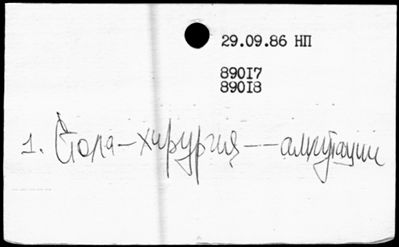 29.09.86 НП
89017
89018
1. Стопа – хирургия – ампутации